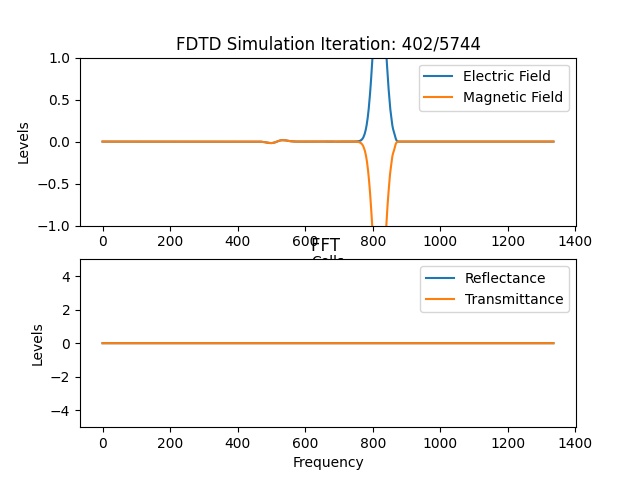 FDTD Simulation Iteration: 402/5744
1.0
0.5
0.0
−0.5
−1.0
Levels
Electric Field
Magnetic Field
0 200 400 600 800 1000 1200 1400
FFT
4
2
0
−2
−4
Levels
Reflectance
Transmittance
0 200 400 600 800 1000 1200 1400
Frequency